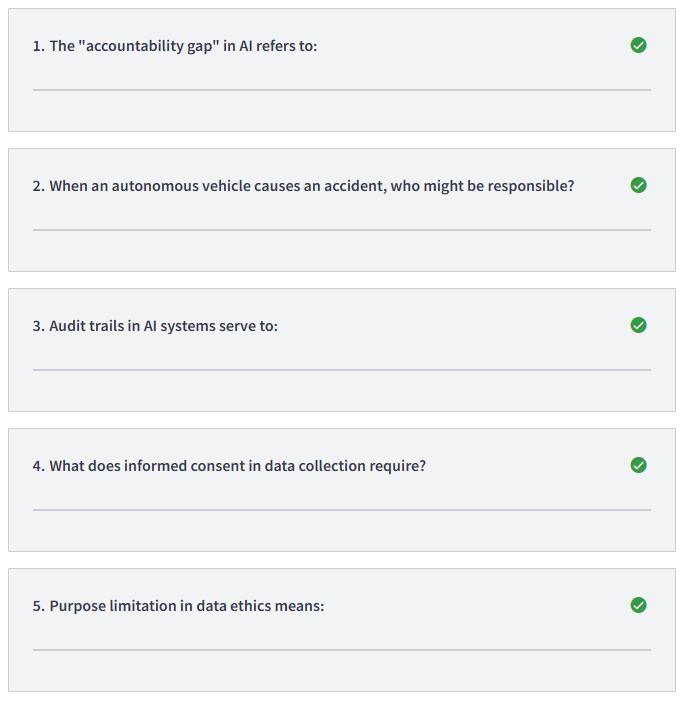 1. The "accountability gap" in AI refers to:
2. When an autonomous vehicle causes an accident, who might be responsible?
3. Audit trails in AI systems serve to:
4. What does informed consent in data collection require?
5. Purpose limitation in data ethics means: